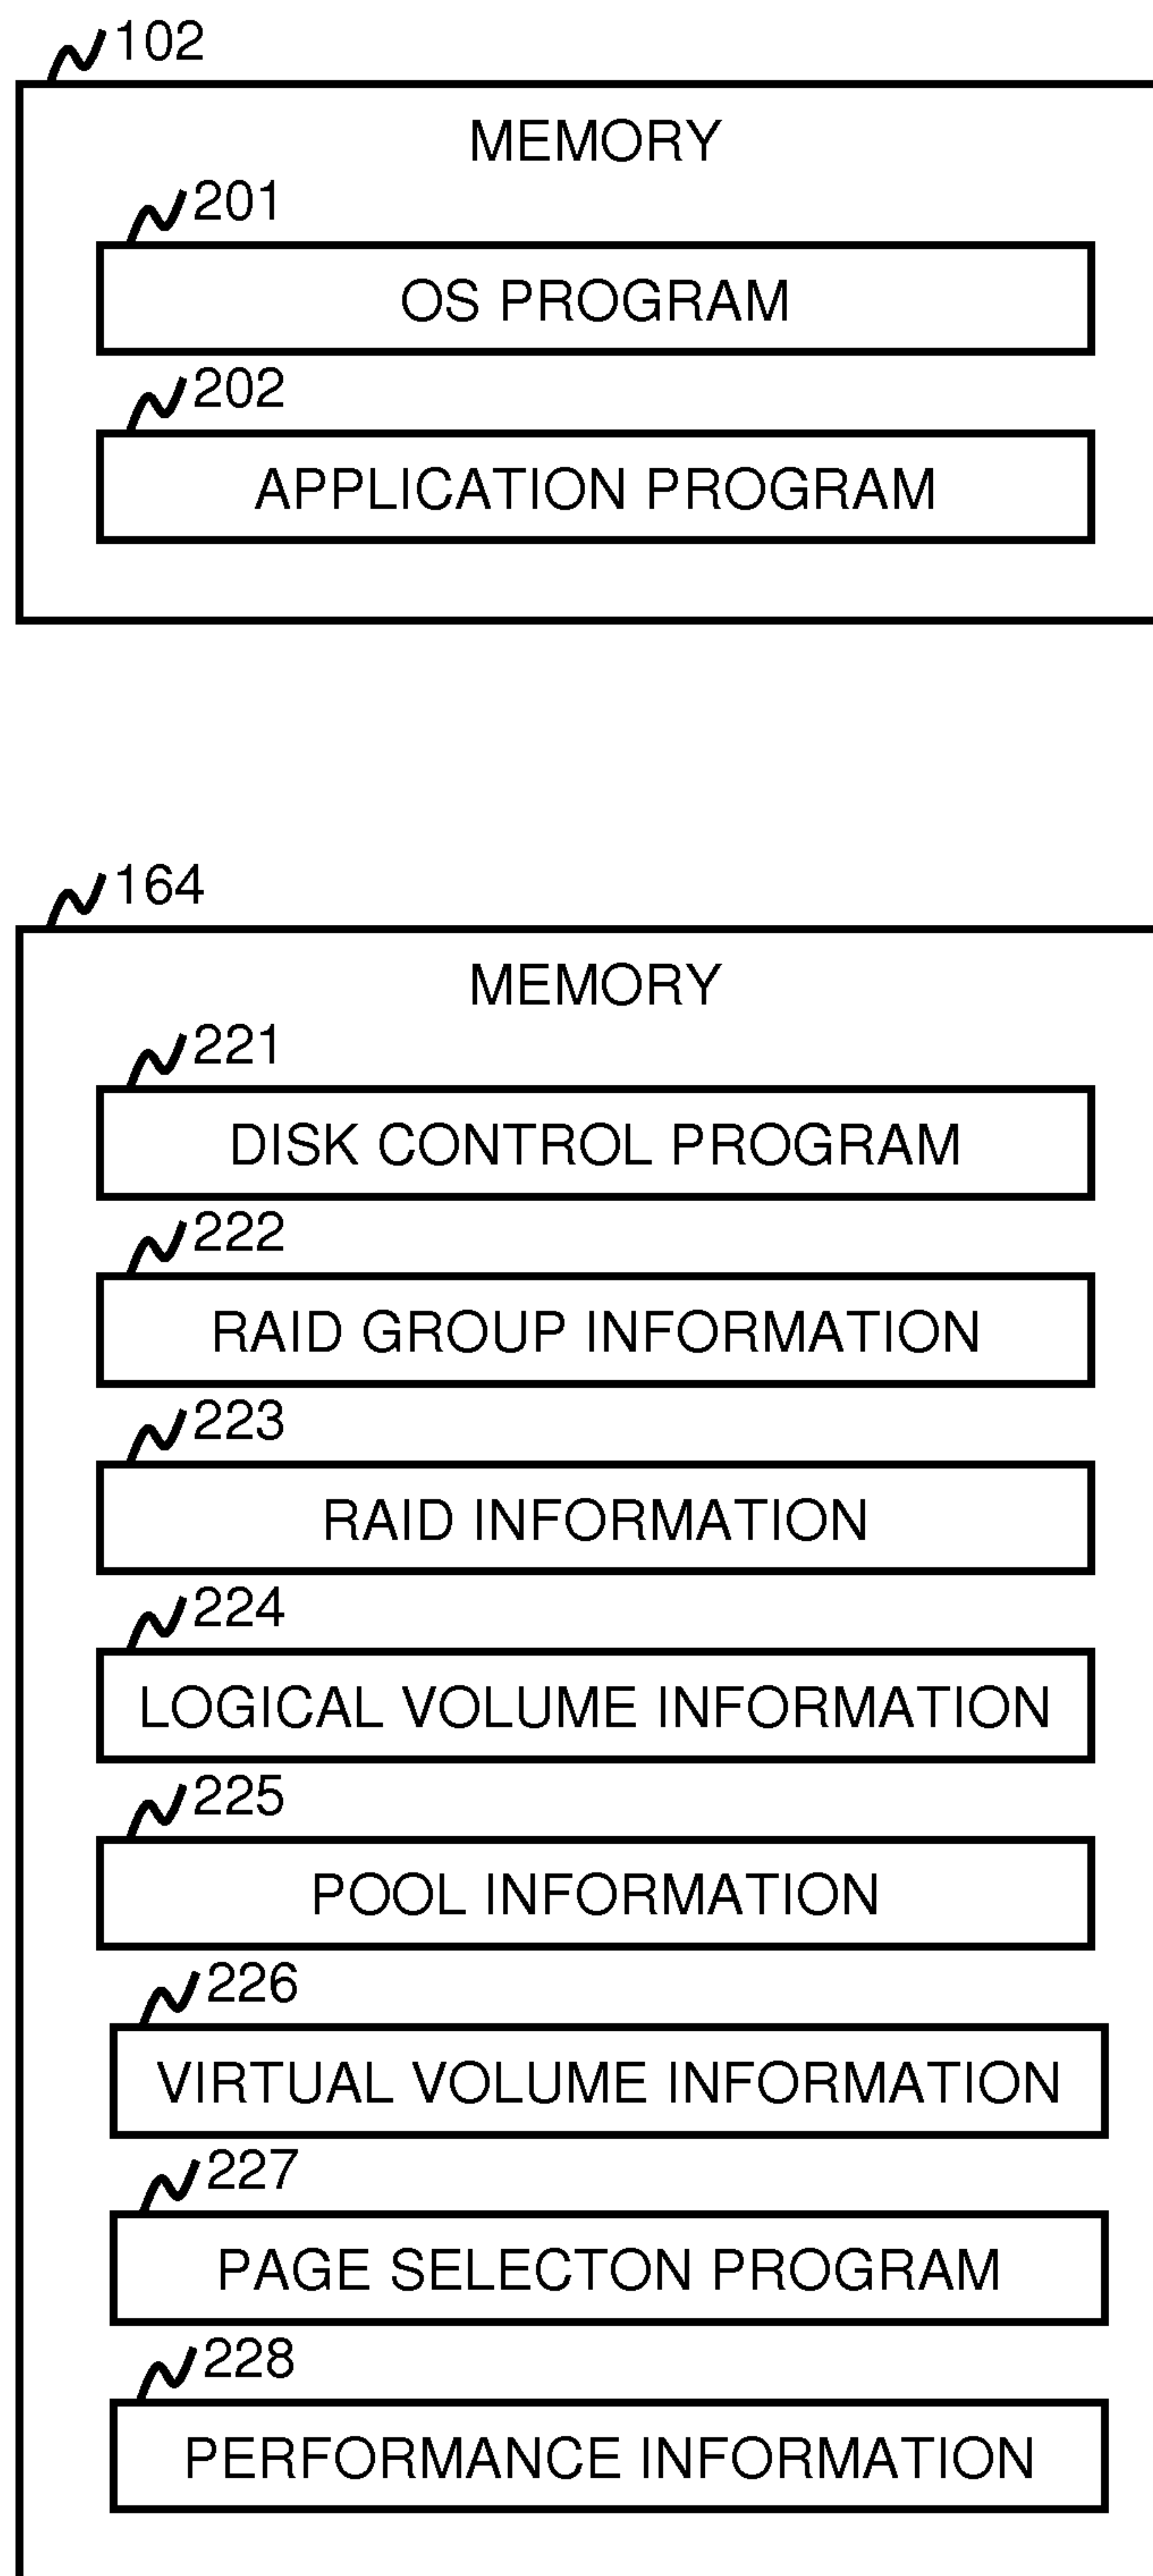 102
MEMORY
201
OS PROGRAM
202
APPLICATION PROGRAM
164
MEMORY
221
DISK CONTROL PROGRAM
222
RAID GROUP INFORMATION
223
RAID INFORMATION
224
LOGICAL VOLUME INFORMATION
225
POOL INFORMATION
226
VIRTUAL VOLUME INFORMATION
227
PAGE SELECTON PROGRAM
228
PERFORMANCE INFORMATION